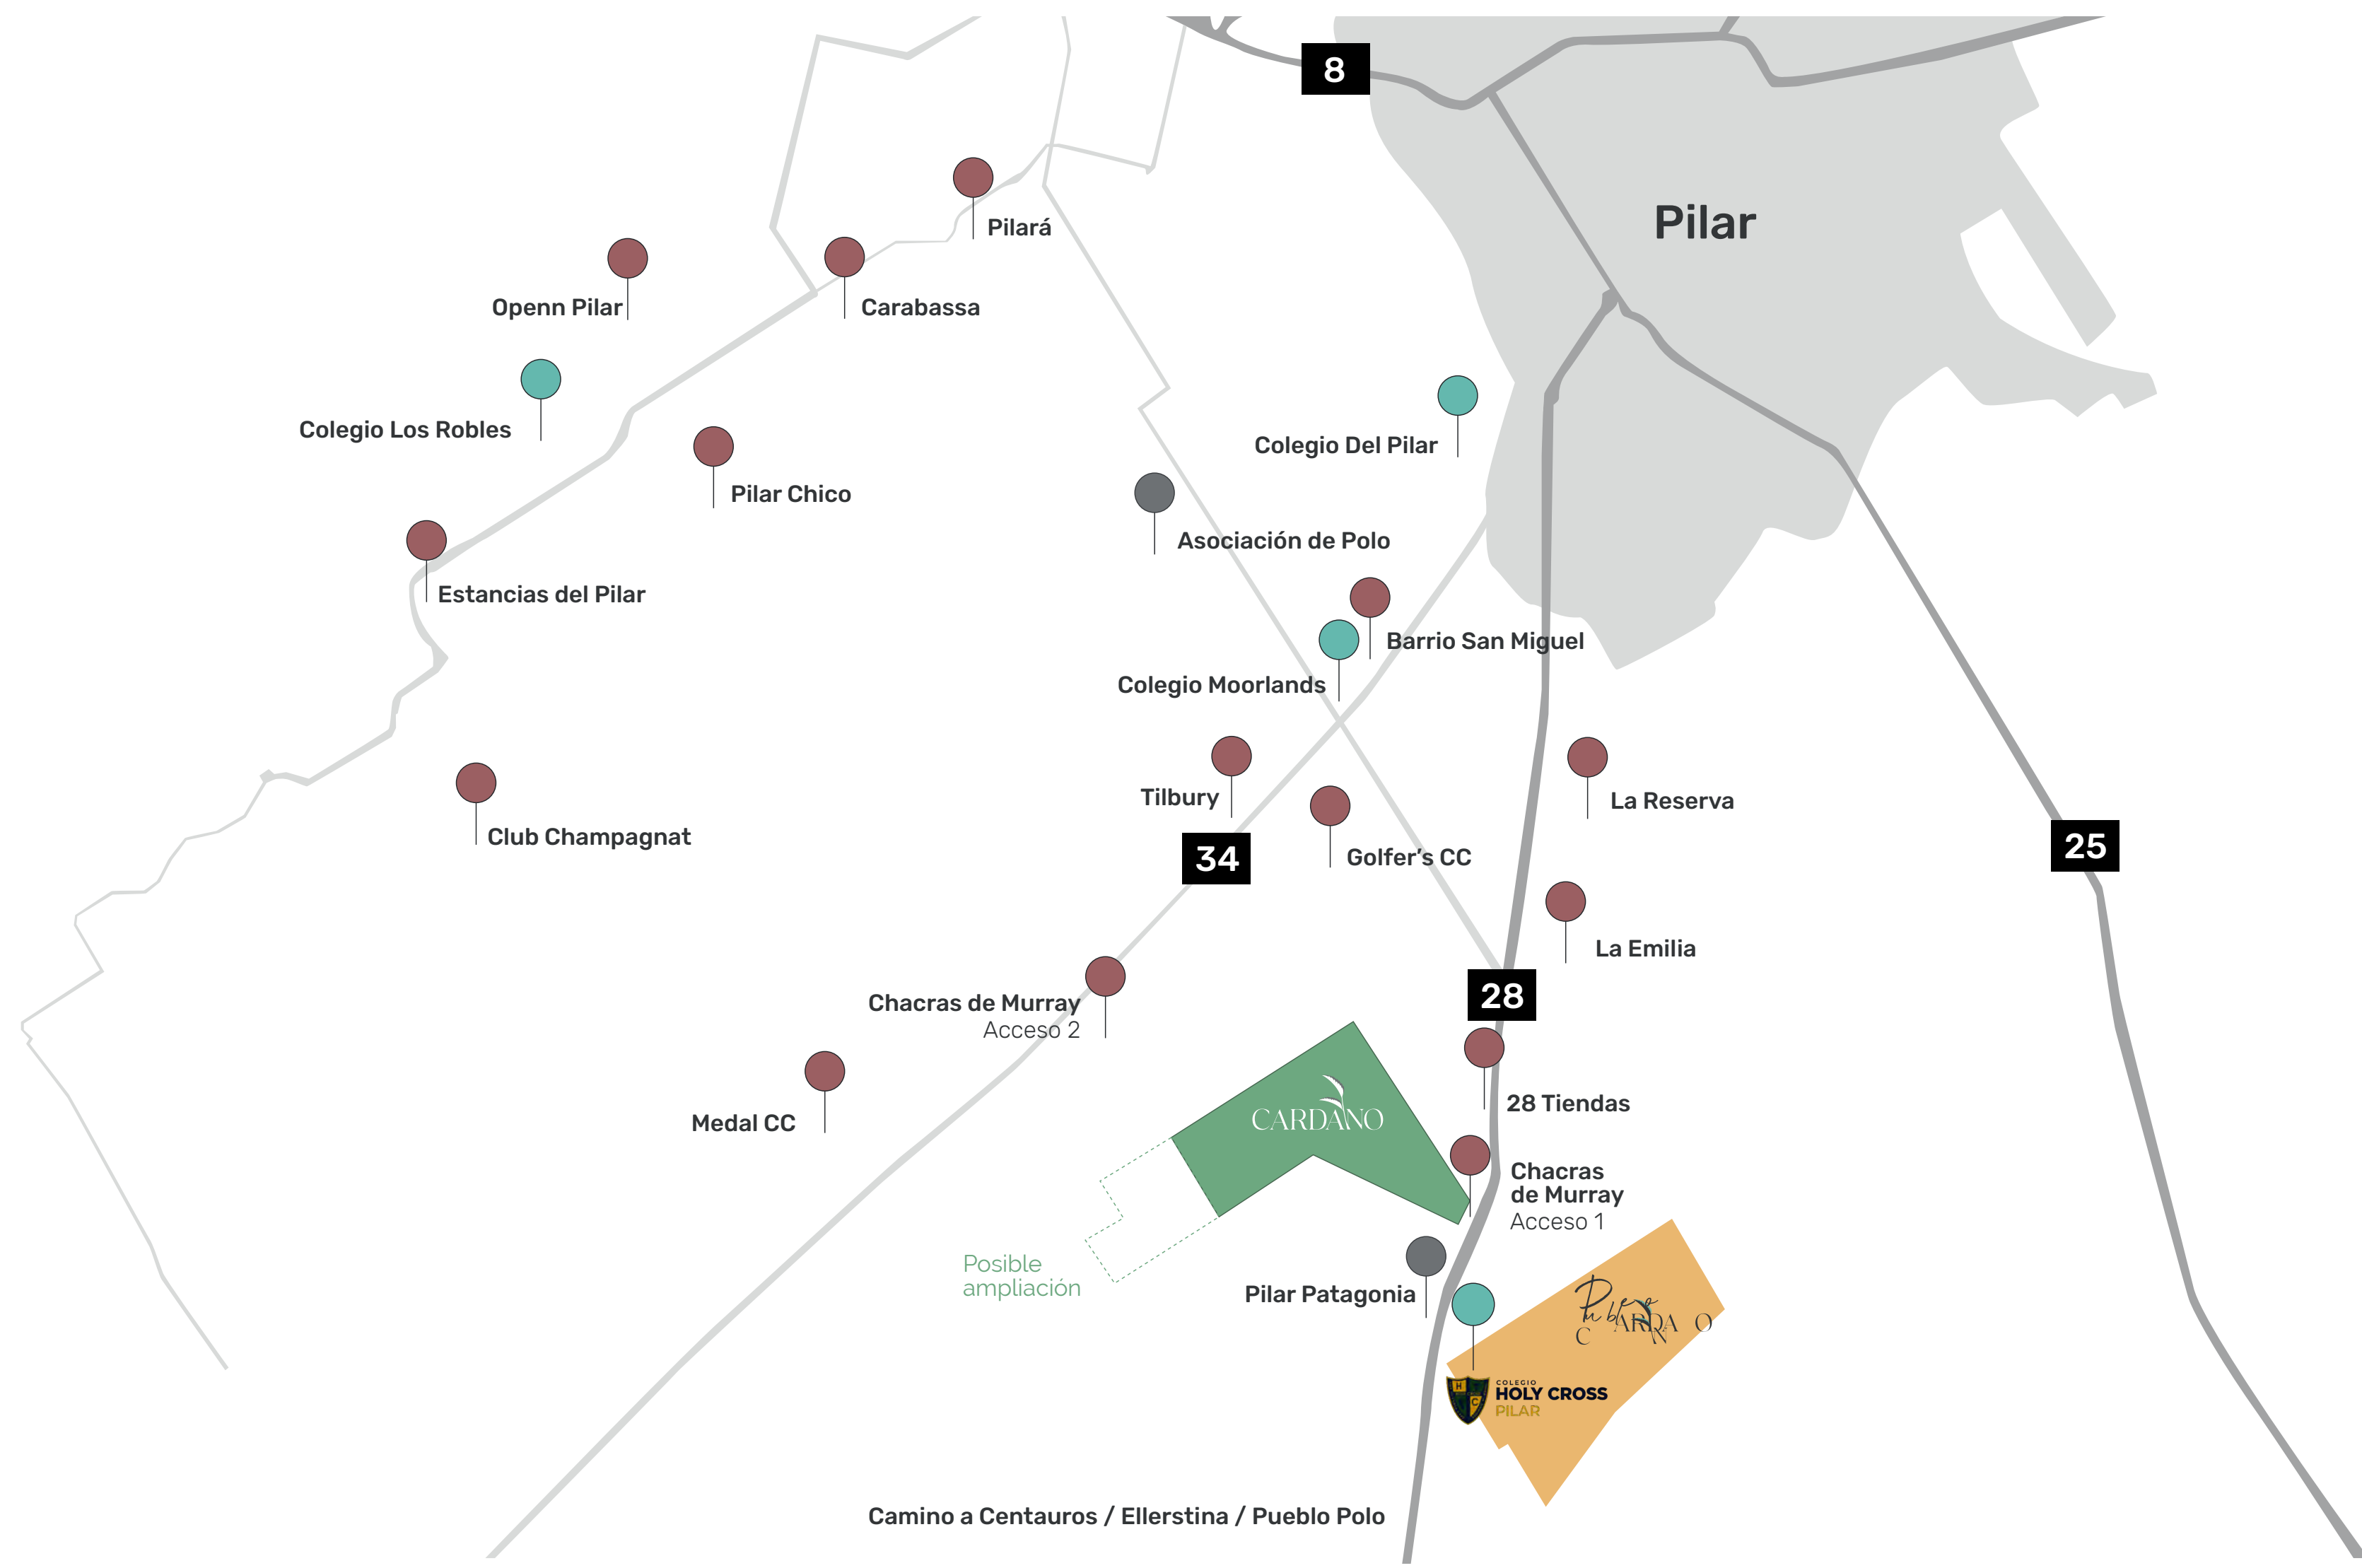 8
Pilar
Pilará
Openn Pilar
Carabassa
Colegio Los Robles
Colegio Del Pilar
Pilar Chico
Asociación de Polo
Estancias del Pilar
Barrio San Miguel
Colegio Moorlands
Tilbury
La Reserva
Club Champagnat
34
Golfer’s CC
25
La Emilia
28
Chacras de Murray
Acceso 2
Medal CC
CARDANO
28 Tiendas
Chacras
de Murray
Acceso 1
Posible
ampliación
Pilar Patagonia
Pueblo
CARDANO
H
C
COLEGIO
HOLY CROSS
PILAR
Camino a Centauros / Ellerstina / Pueblo Polo